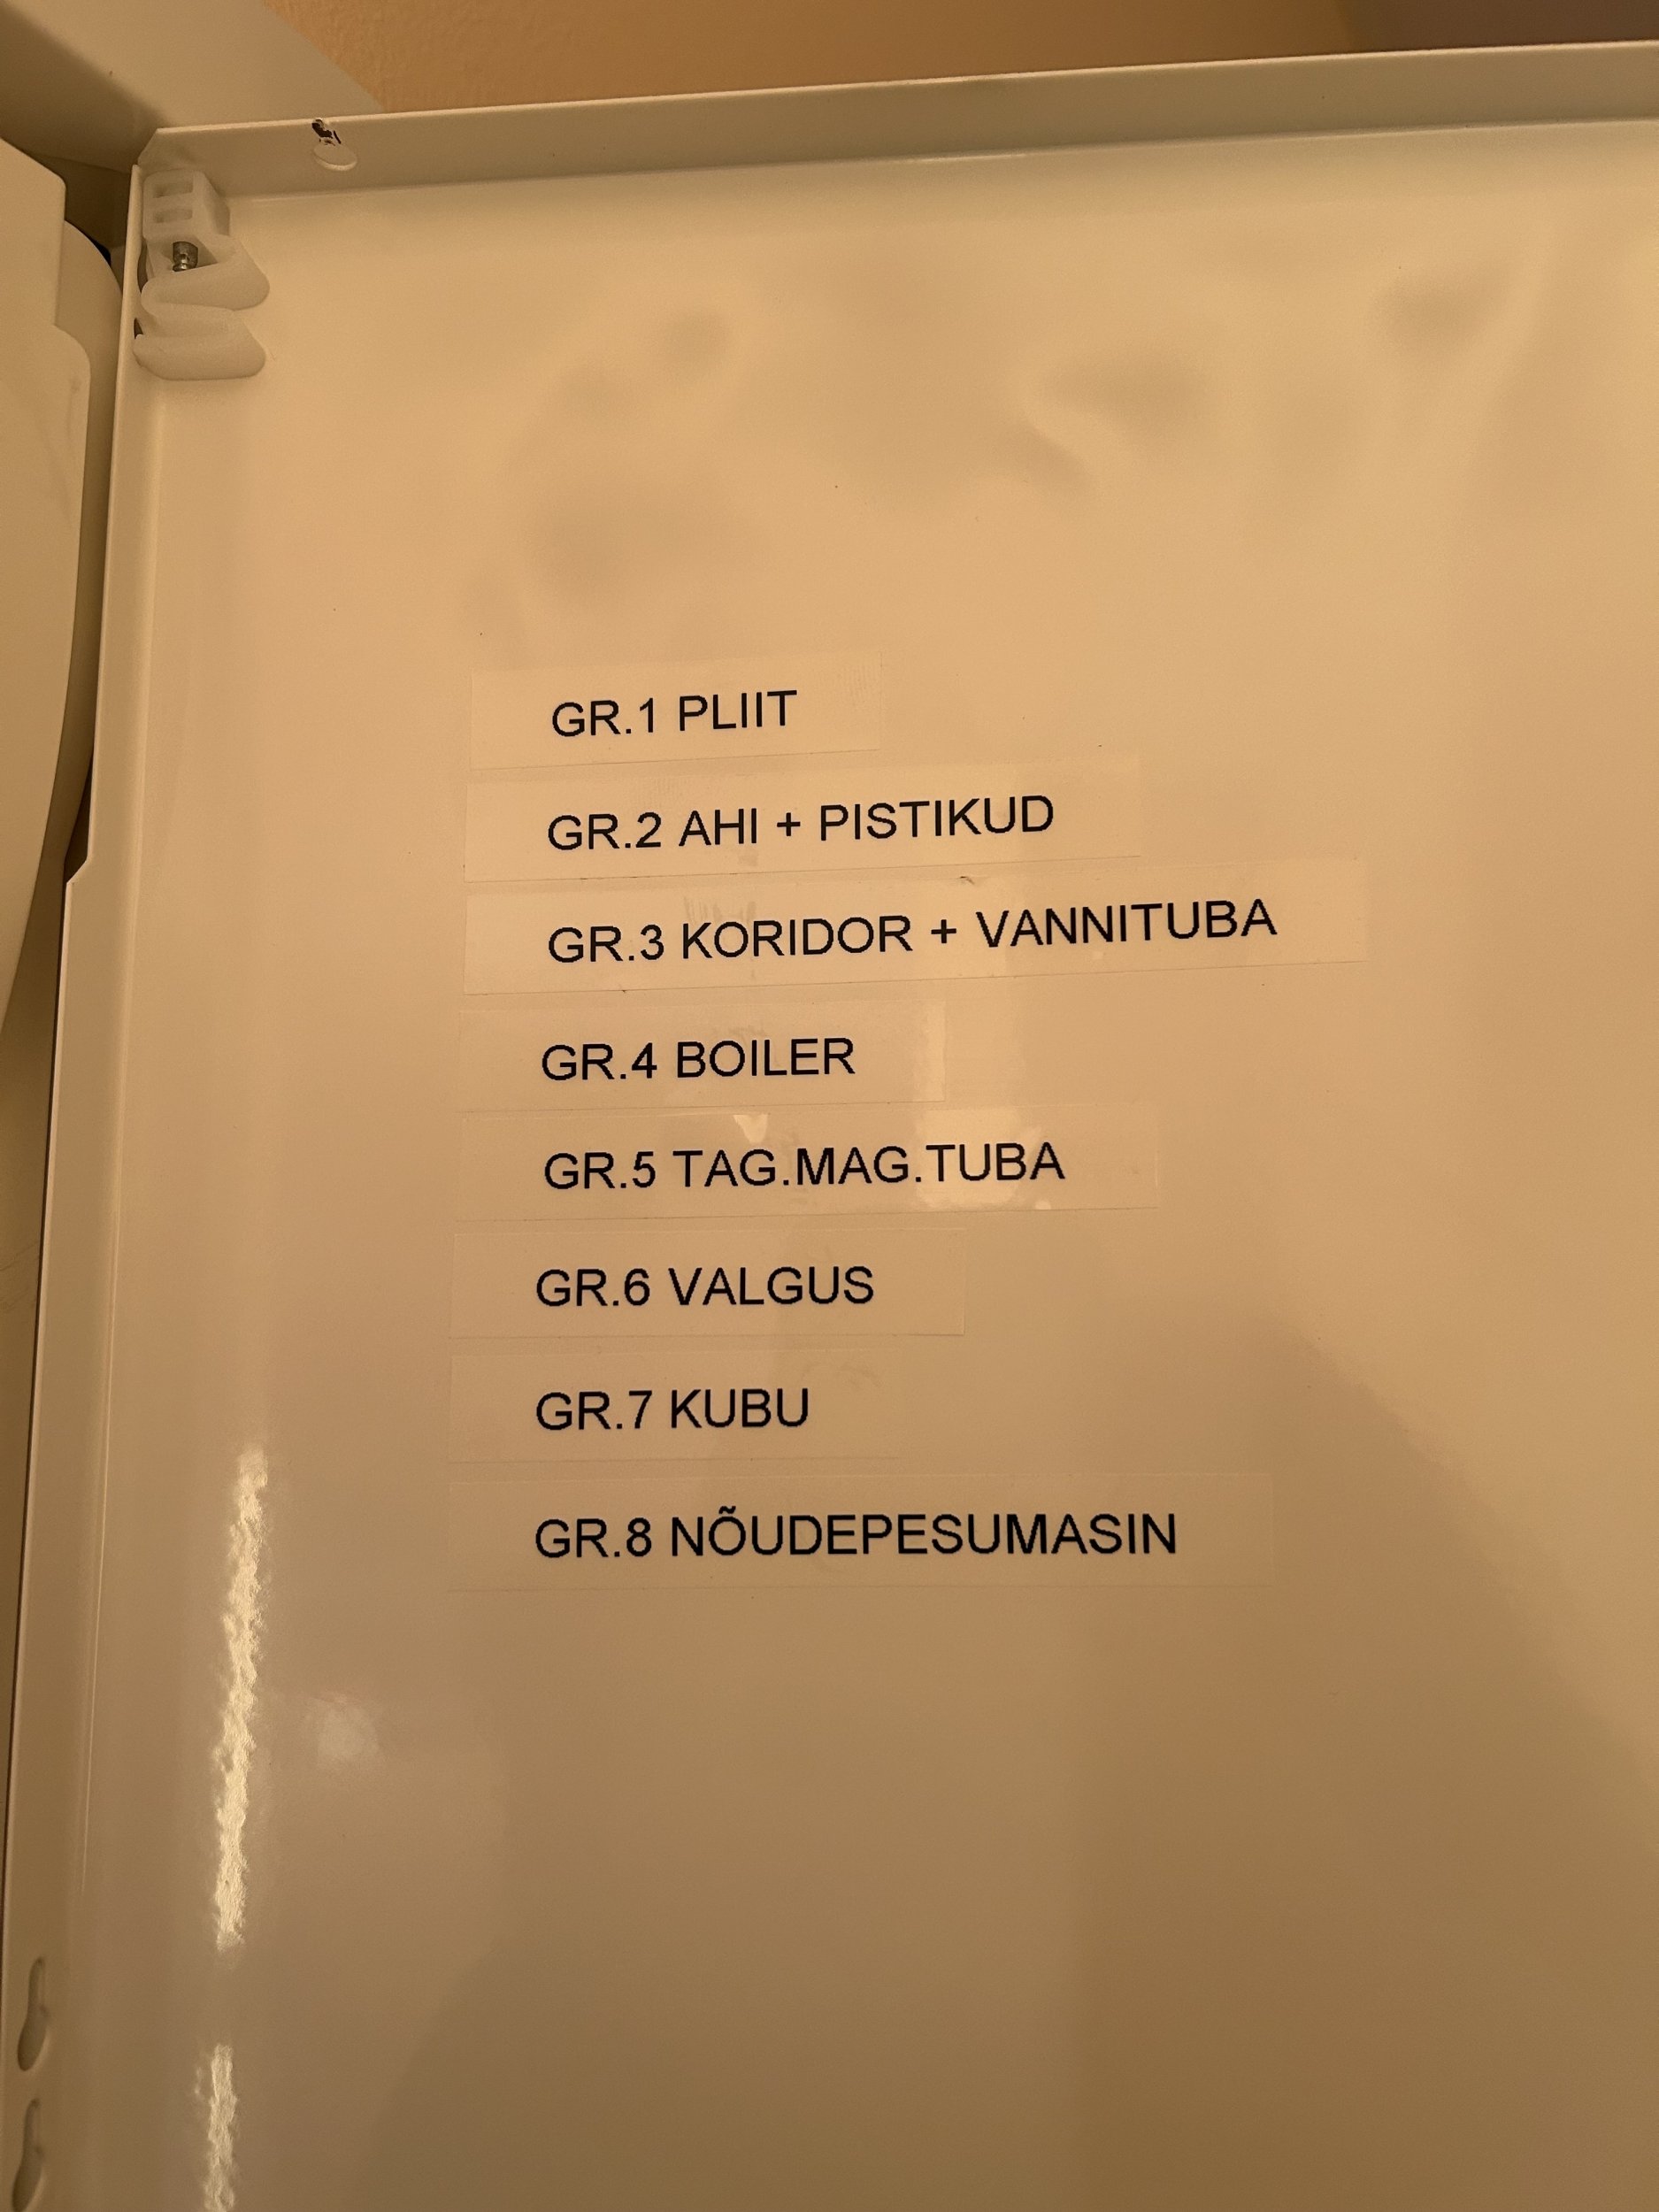 GR.1 PLIIT
GR.2 AHI + PISTIKUD
GR.3 KORIDOR + VANNITUBA
GR.4 BOILER
GR.5 TAG.MAG.TUBA
GR.6 VALGUS
GR.7 KUBU
GR.8 NÕUDEPESUMASIN